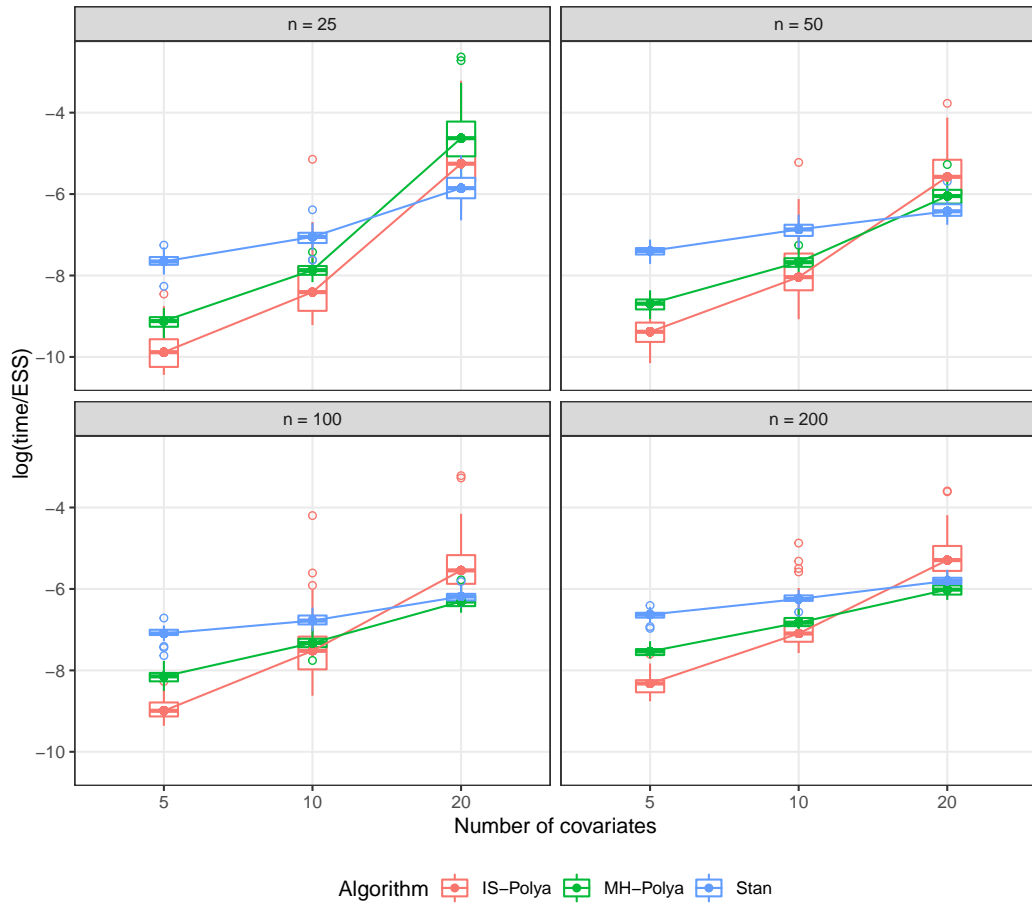 n = 25
n = 50
−4
−6
−8
−10
n = 100
n = 200
−4
−6
−8
−10
log(time/ESS)
5
10
20
5
10
20
Number of covariates
Algorithm IS−Polya MH−Polya Stan